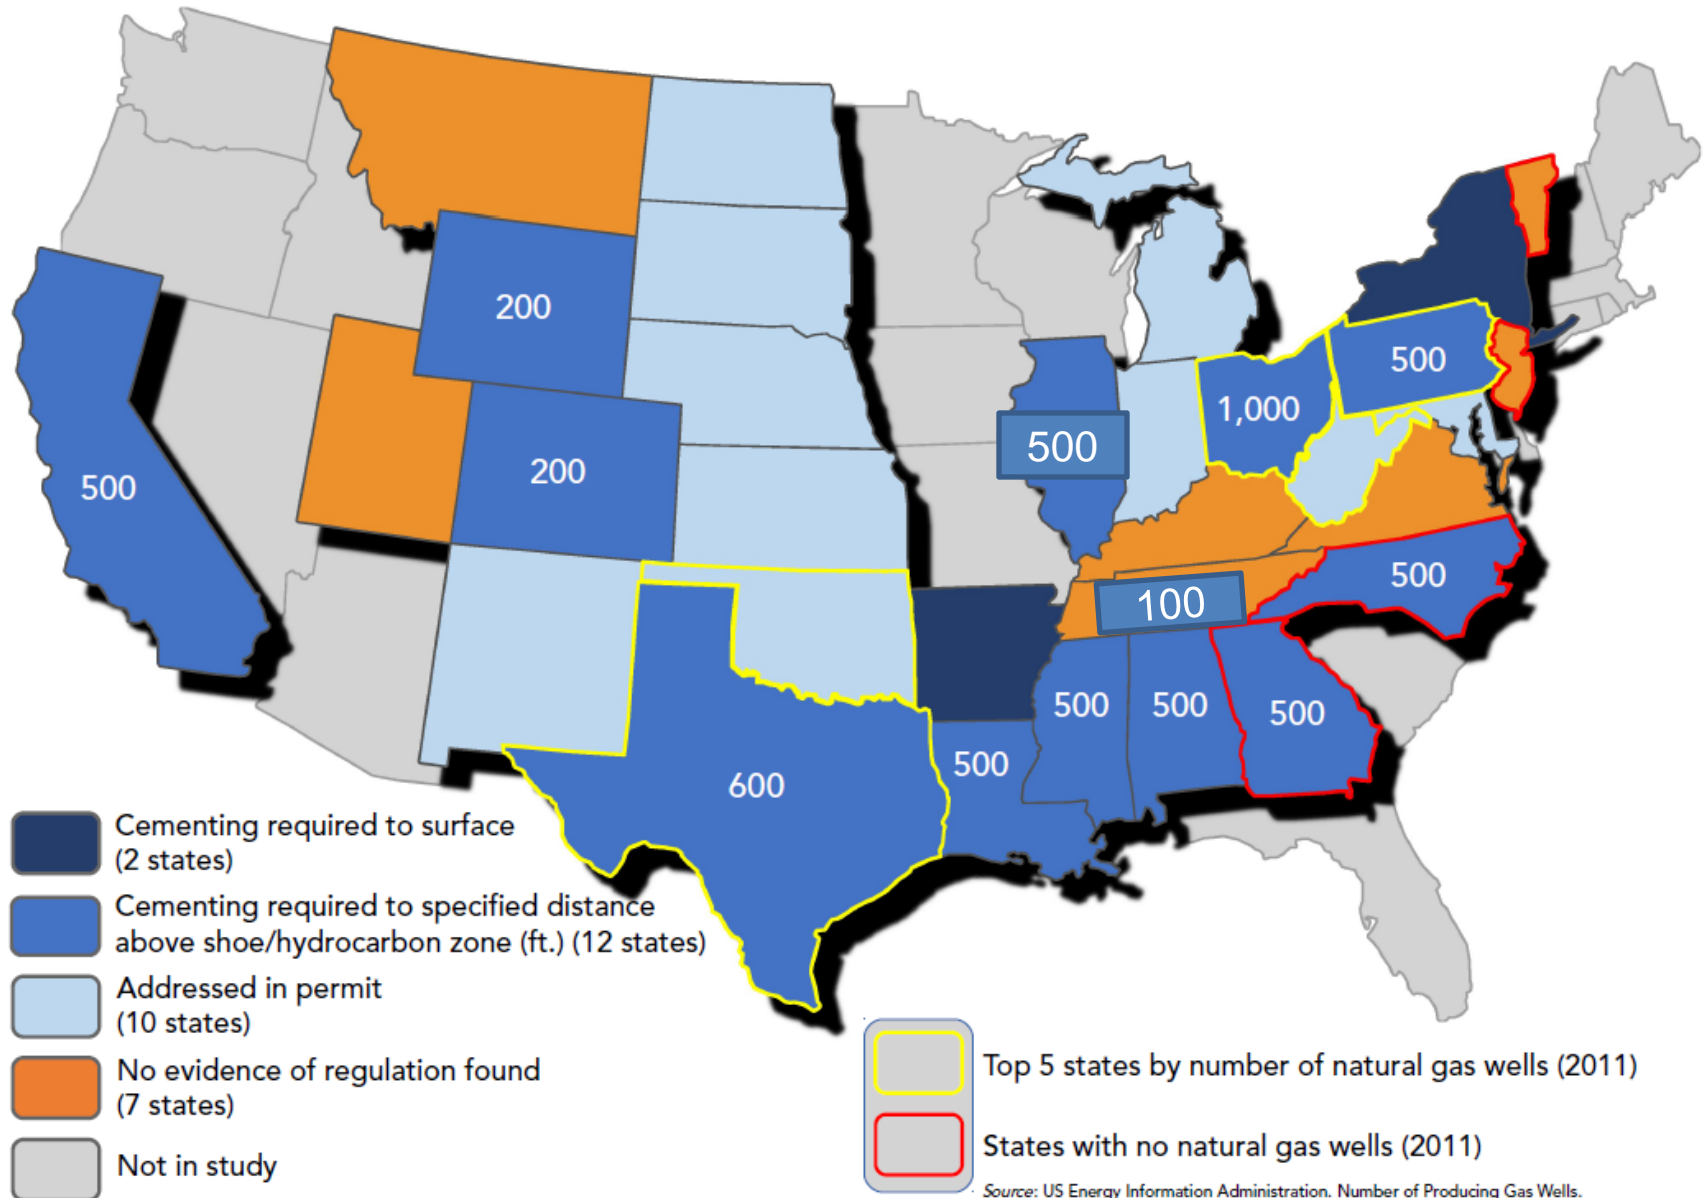 200
500
1,000
500
500
200
500
100
500
500
500
500
600
500
Cementing required to surface
(2 states)
Cementing required to specified distance
above shoe/hydrocarbon zone (ft.) (12 states)
Addressed in permit
(10 states)
No evidence of regulation found
(7 states)
Not in study
Top 5 states by number of natural gas wells (2011)
States with no natural gas wells (2011)
Source: US Energy Information Administration. Number of Producing Gas Wells.